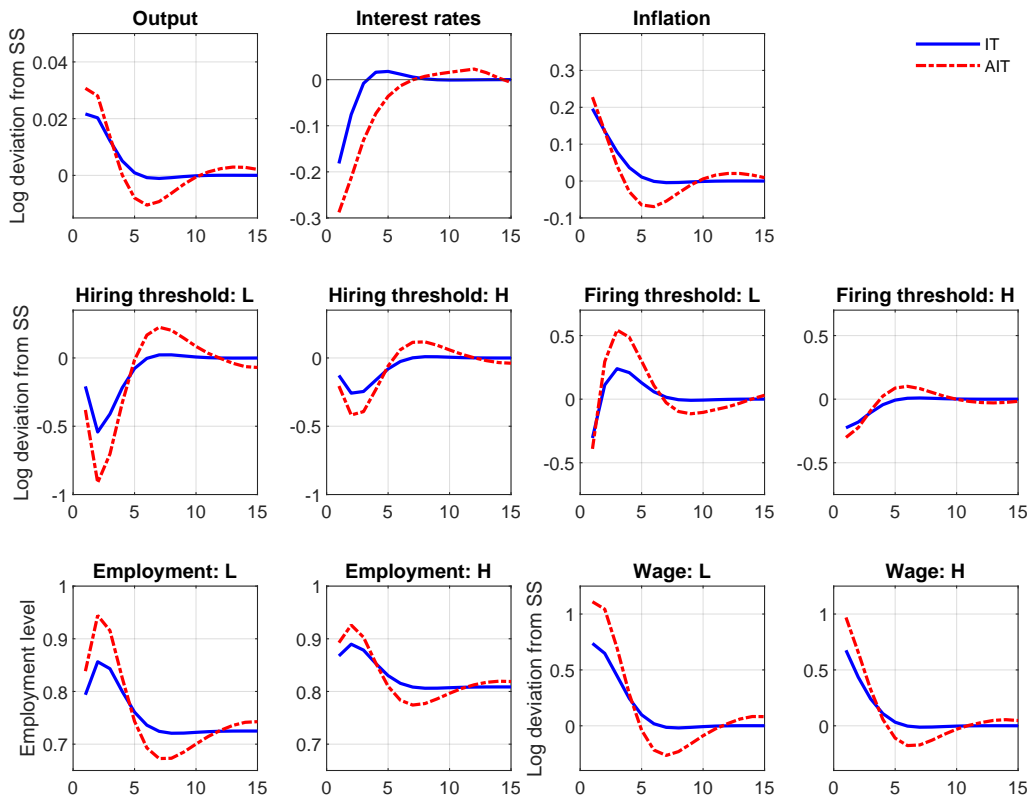 Output
Interest rates
Inflation
IT
AIT
Log deviation from SS
0.04
0.02
0
0 5 10 15
0
-0.1
-0.2
-0.3
0 5 10 15
0.3
0.2
0.1
0
-0.1
0 5 10 15
Hiring threshold: L
Hiring threshold: H
Firing threshold: L
Firing threshold: H
Log deviation from SS
0
-0.5
-1
0 5 10 15
0
-0.5
-1
0 5 10 15
0.5
0
-0.5
0 5 10 15
0.5
0
-0.5
0 5 10 15
Employment: L
Employment: H
Wage: L
Wage: H
Employment level
1
0.9
0.8
0.7
0 5 10 15
1
0.9
0.8
0.7
0 5 10 15
Log deviation from SS
1
0.5
0
0 5 10 15
1
0.5
0
0 5 10 15